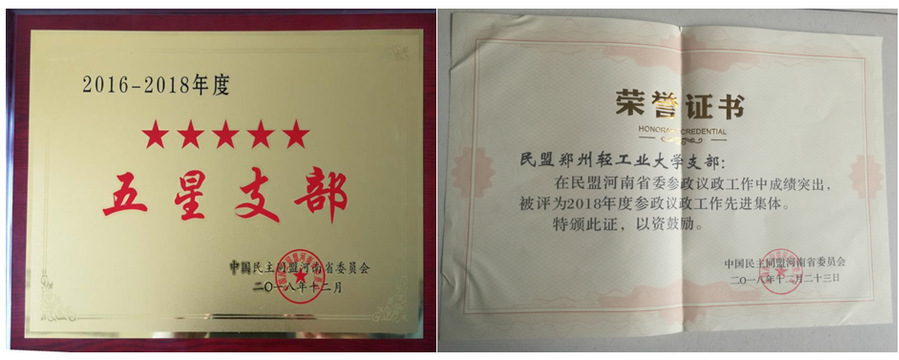 2016-2018年度
★★★★★
五星支部
中国民主同盟河南省委员会
二〇一八年十二月
荣誉证书
HONORARY CREDENTIAL
民盟郑州轻工业大学支部：
在民盟河南省委参政议政工作中成绩突出，
被评为2018年度参政议政工作先进集体。
特颁此证，以资鼓励。
中国民主同盟河南省委员会
二〇一八年十二月二十三日